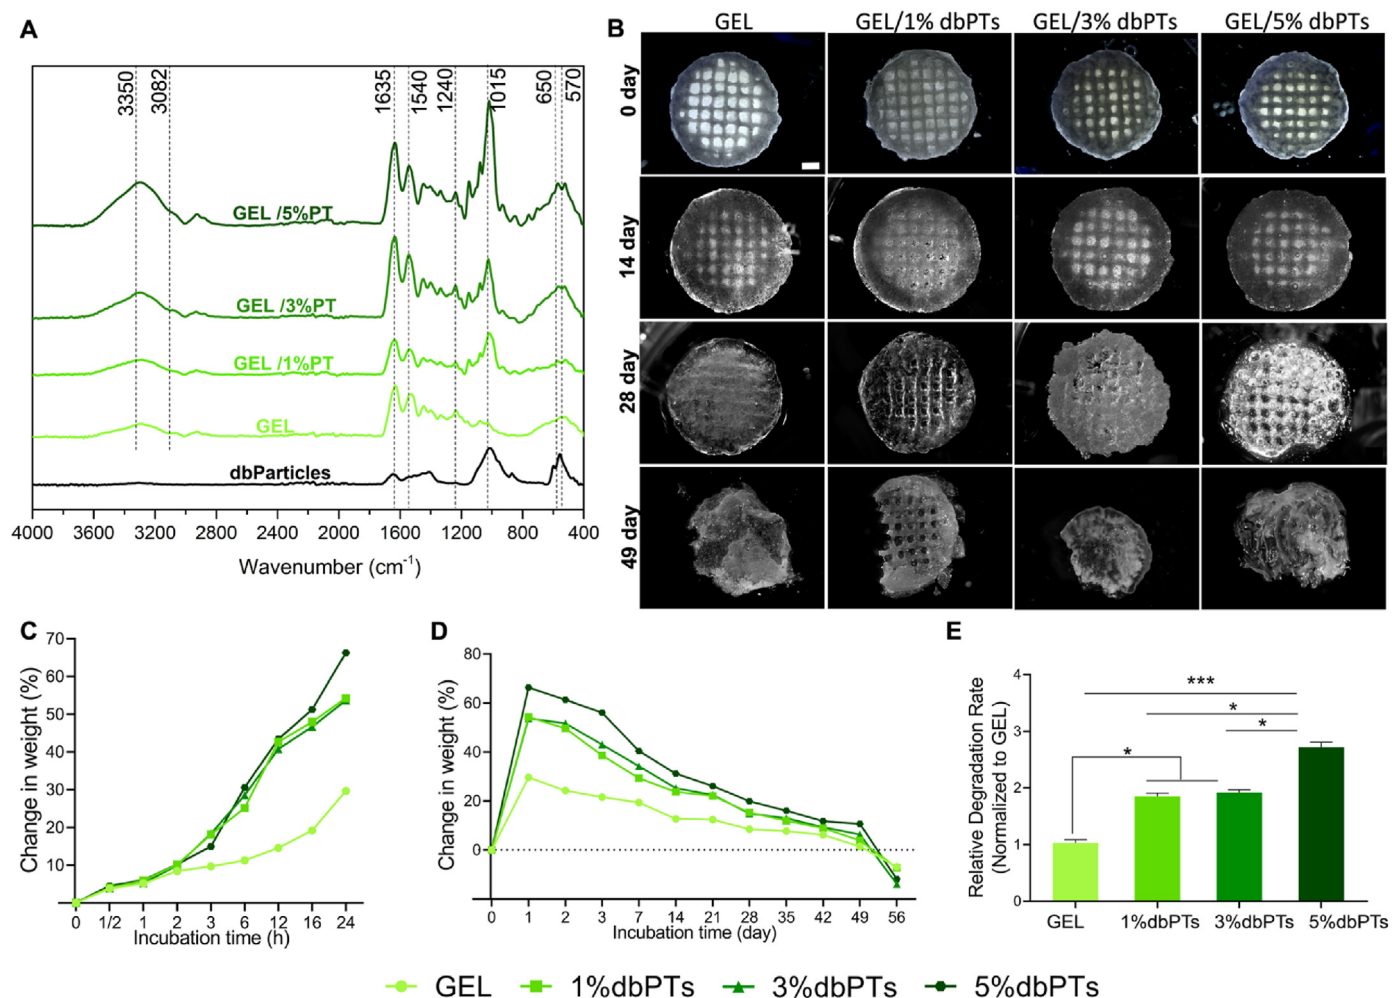 A
3350
3082
1635
1540
1240
1015
650
570
GEL /5%PT
GEL /3%PT
GEL /1%PT
GEL
dbParticles
4000 3600 3200 2800 2400 2000 1600 1200 800 400
Wavenumber (cm-1)
B
GEL GEL/1% dbPTs GEL/3% dbPTs GEL/5% dbPTs
0 day
14 day
28 day
49 day
C
Change in weight (%)
70
60
50
40
30
20
10
0 1/2 1 2 3 6 12 16 24
Incubation time (h)
D
Change in weight (%)
80
60
40
20
0
0 1 2 3 7 14 21 28 35 42 49 56
Incubation time (day)
E
Relative Degradation Rate
(Normalized to GEL)
4
3
2
1
0
***
*
*
*
GEL 1%dbPTs 3%dbPTs 5%dbPTs
GEL 1%dbPTs 3%dbPTs 5%dbPTs